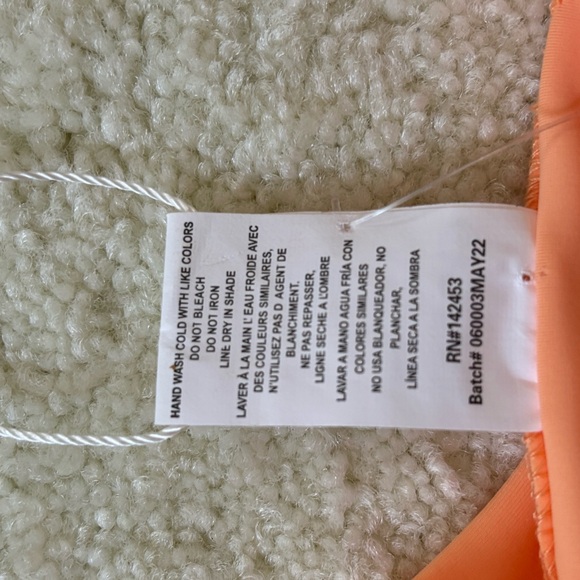 HAND WASH COLD WITH LIKE COLORS
DO NOT BLEACH
DO NOT IRON
LINE DRY IN SHADE
LAVER À LA MAIN L' EAU FROIDE AVEC
DES COULEURS SIMILAIRES,
N'UTILISEZ PAS D AGENT DE
BLANCHIMENT.
NE PAS REPASSER,
LIGNE SECHE A L'OMBRE
LAVAR A MANO AGUA FRÍA CON
COLORES SIMILARES
NO USA BLANQUEADOR, NO
PLANCHAR,
LÍNEA SECA A LA SOMBRA
RN#142453
Batch# 060003MAY22